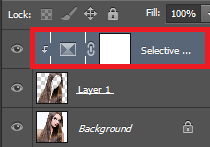 Lock: Fill: 100%
Selective ...
Layer 1
Background